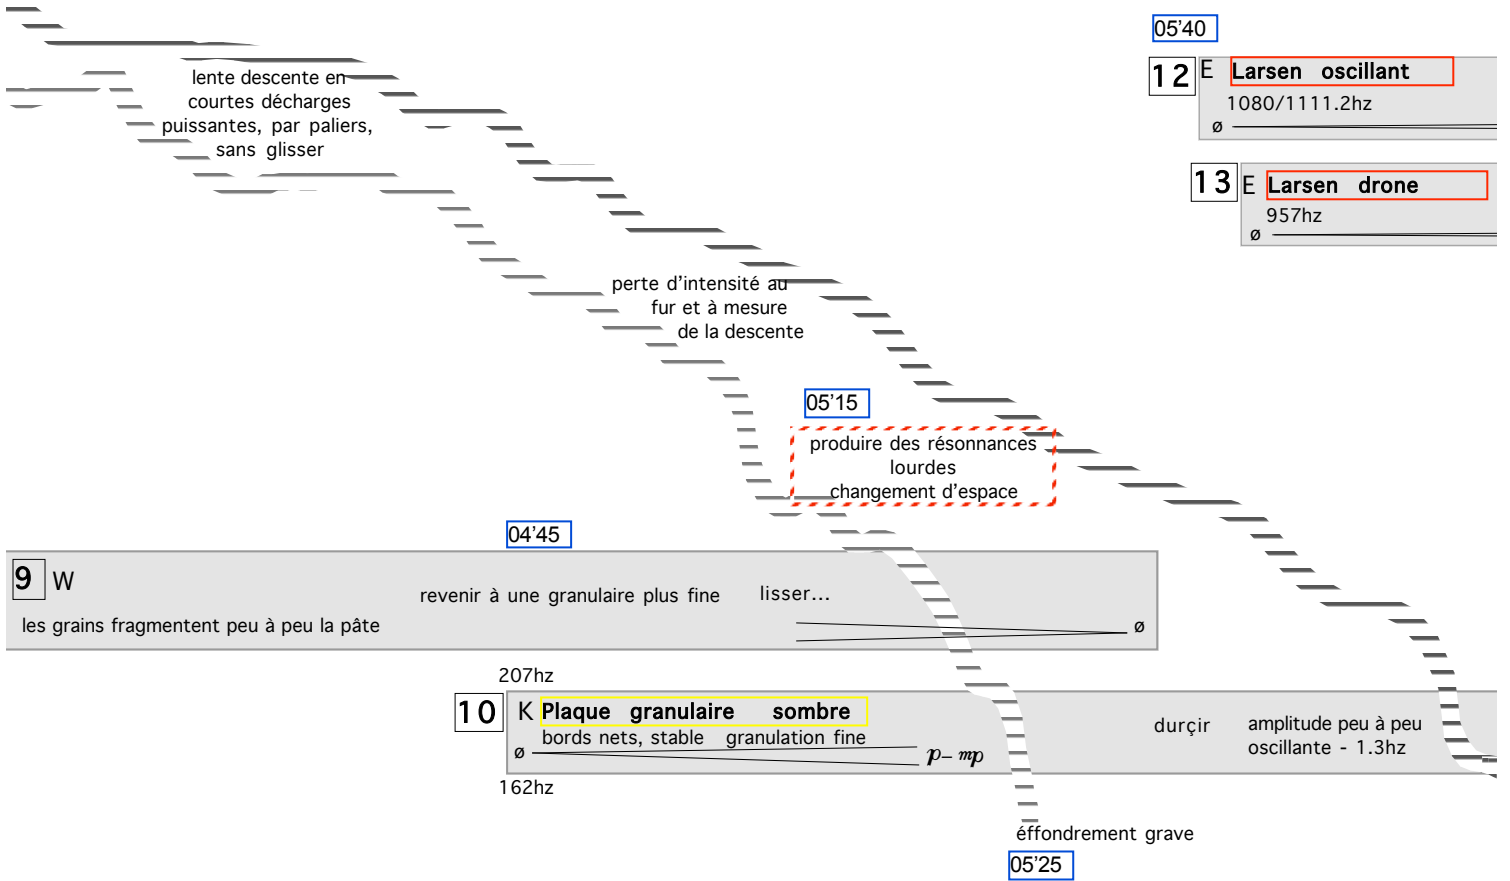 05'40
12 E Larsen oscillant
1080/1111.2hz
ø
lente descente en
courtes décharges
puissantes, par paliers,
sans glisser
13 E Larsen drone
957hz
ø
perte d'intensité au
fur et à mesure
de la descente
05'15
produire des résonnances
lourdes
changement d'espace
04'45
9 W
revenir à une granulaire plus fine lisser...
les grains fragmentent peu à peu la pâte
ø
207hz
10 K Plaque granulaire sombre
bords nets, stable granulation fine
ø p – mp
durçir
amplitude peu à peu
oscillante - 1.3hz
162hz
éffondrement grave
05'25